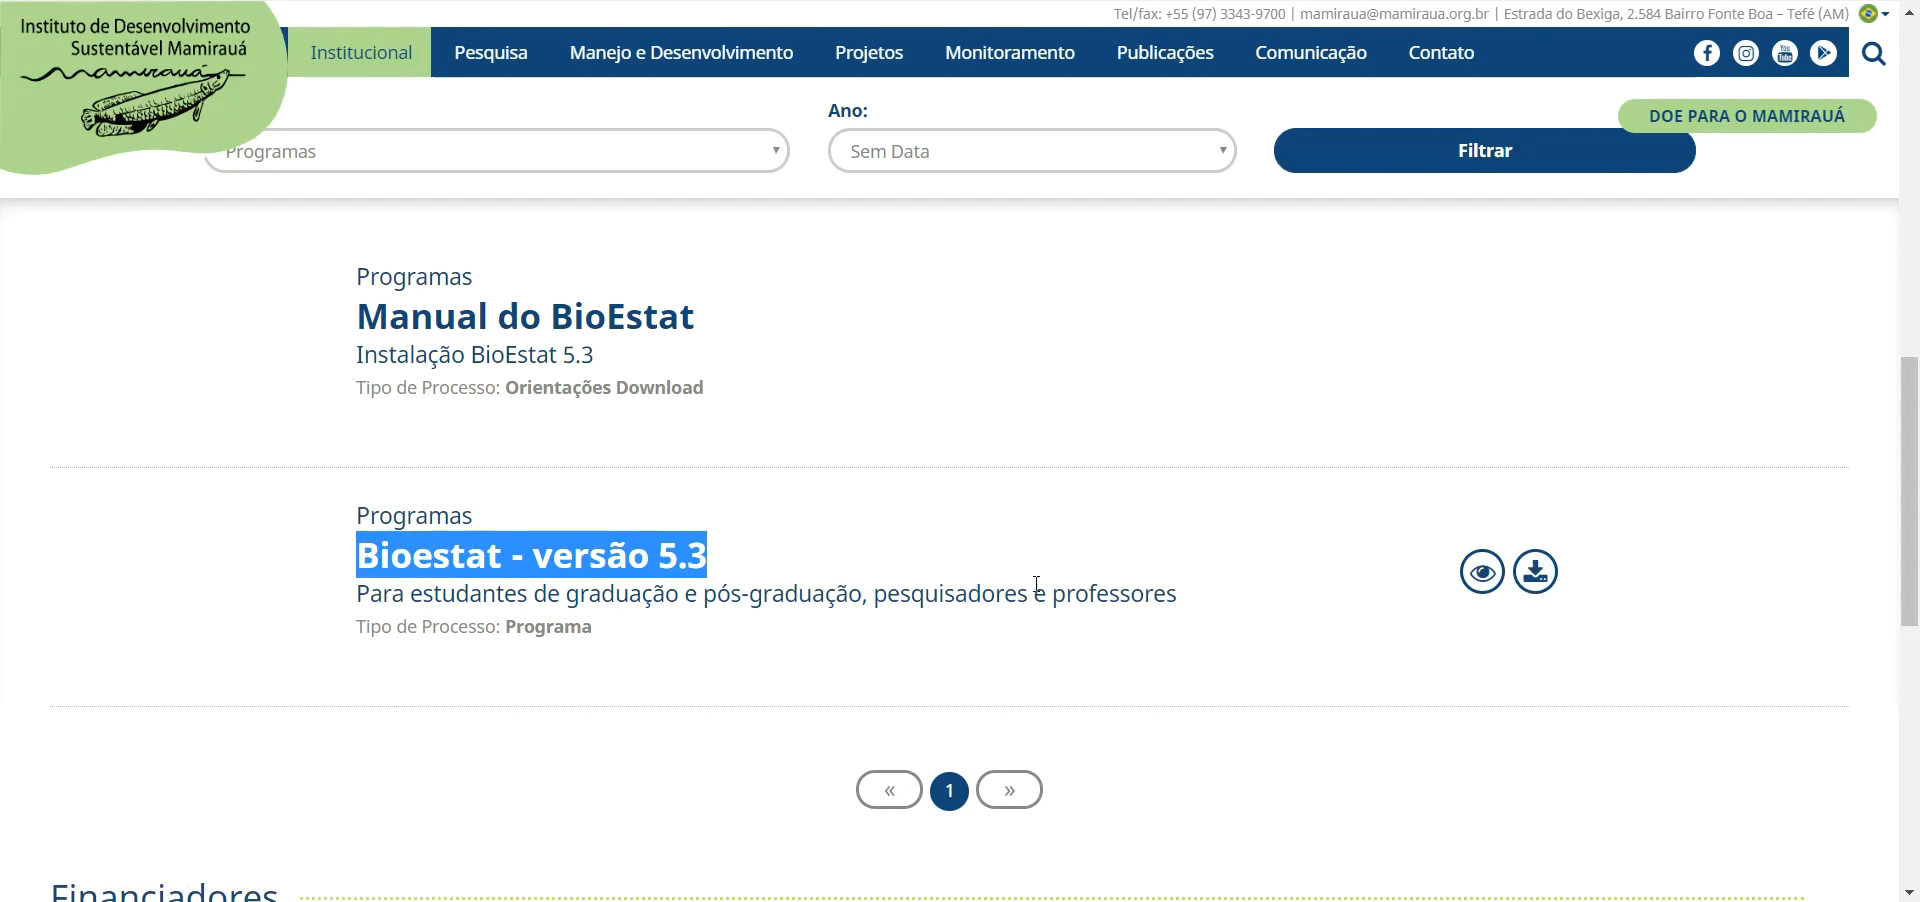 Tel/fax: +55 (97) 3343-9700 | mamiraua@mamiraua.org.br | Estrada do Bexiga, 2.584 Bairro Fonte Boa – Tefé (AM)
Instituto de Desenvolvimento
Sustentável Mamirauá
Mamirauá
Institucional
Pesquisa
Manejo e Desenvolvimento
Projetos
Monitoramento
Publicações
Comunicação
Contato
You
Tube
DOE PARA O MAMIRAUÁ
Ano:
Programas
Sem Data
Filtrar
Programas
Manual do BioEstat
Instalação BioEstat 5.3
Tipo de Processo: Orientações Download
Programas
Bioestat - versão 5.3
Para estudantes de graduação e pós-graduação, pesquisadores e professores
Tipo de Processo: Programa
« 1 »
Financiadores